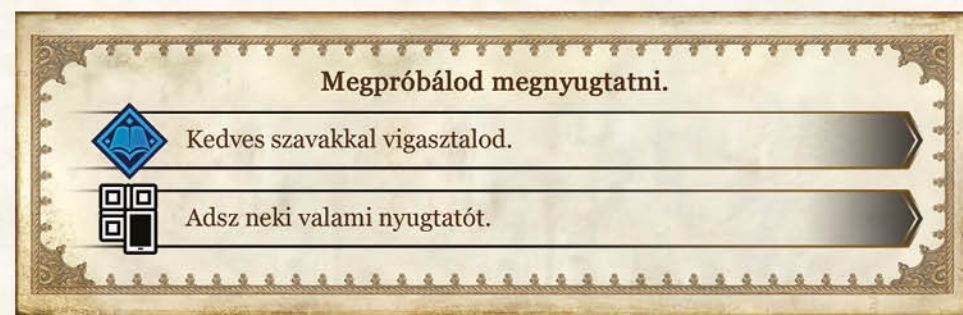 Megpróbálod megnyugtatni.
Kedves szavakkal vigasztalod.
Adsz neki valami nyugtatót.